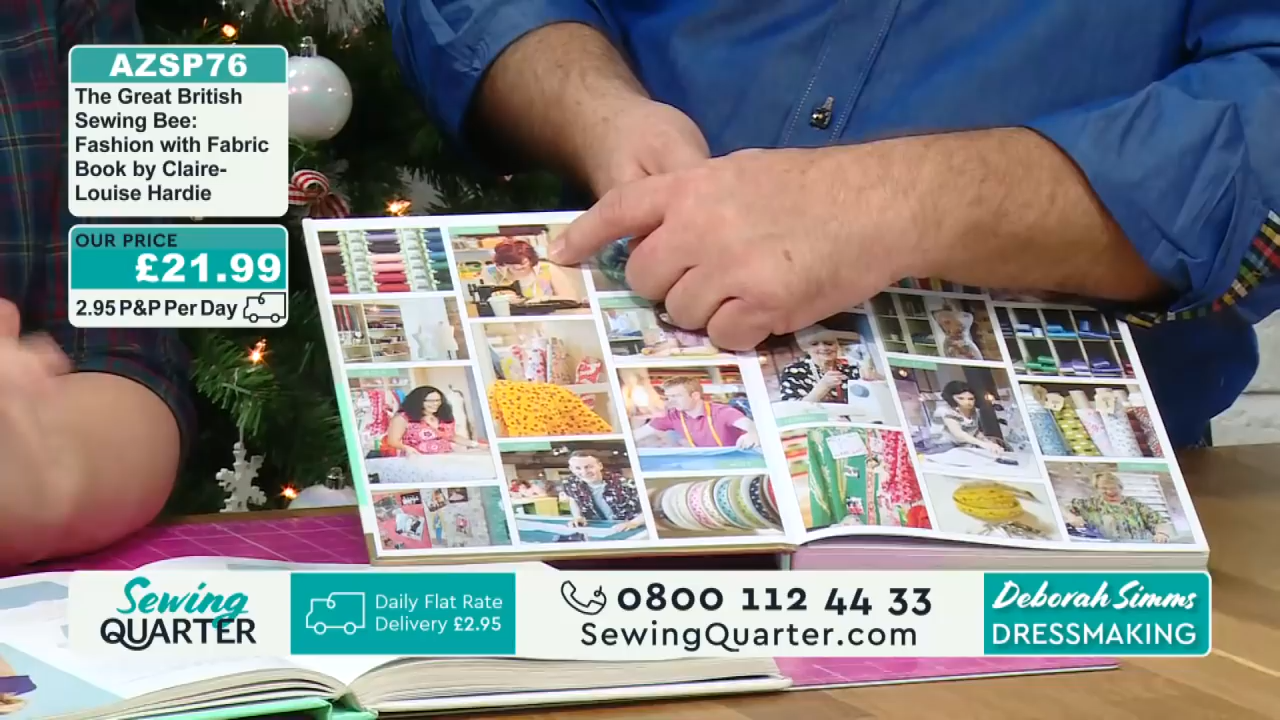 AZSP76
The Great British
Sewing Bee:
Fashion with Fabric
Book by Claire-
Louise Hardie
OUR PRICE
£21.99
2.95 P&P Per Day
Sewing
QUARTER
Daily Flat Rate
Delivery £2.95
0800 112 44 33
SewingQuarter.com
Deborah Simms
DRESSMAKING